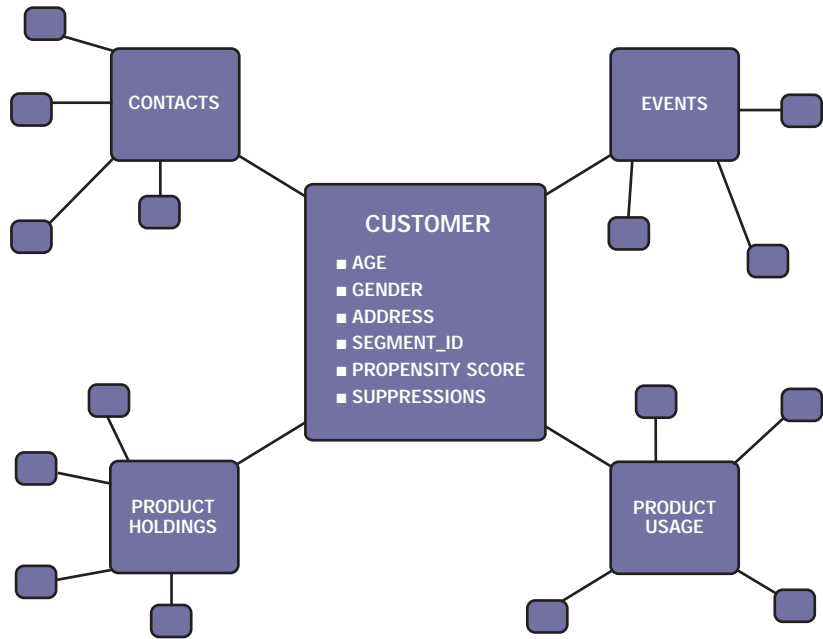 CONTACTS
EVENTS
CUSTOMER
■ AGE
■ GENDER
■ ADDRESS
■ SEGMENT_ID
■ PROPENSITY SCORE
■ SUPPRESSIONS
PRODUCT
HOLDINGS
PRODUCT
USAGE